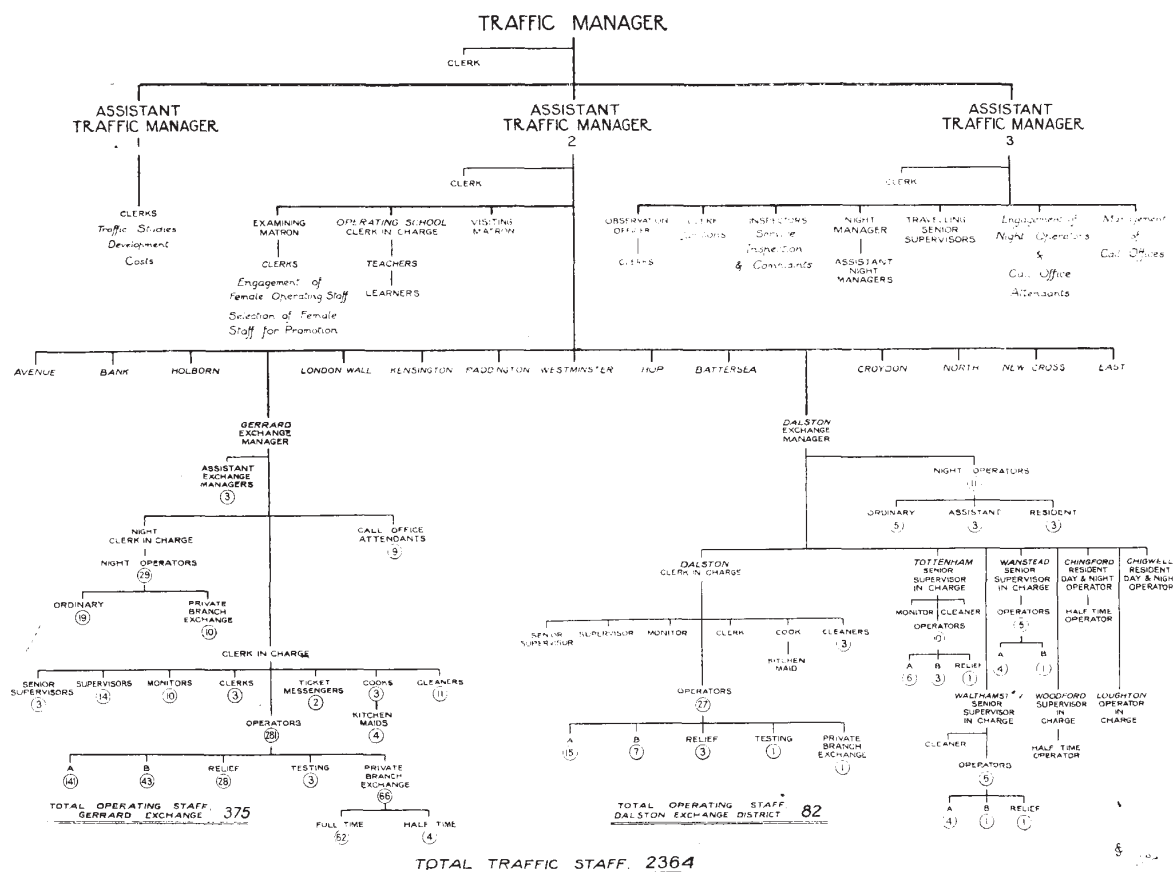 TRAFFIC MANAGER
CLERK
ASSISTANT
TRAFFIC MANAGER
1
ASSISTANT
TRAFFIC MANAGER
2
ASSISTANT
TRAFFIC MANAGER
3
CLERKS
Traffic Studies
Development
Costs
CLERK
EXAMINING
MATRON
CLERKS
Engagement of
Female Operating Staff
Selection of Female
Staff for Promotion
OPERATING SCHOOL
CLERK IN CHARGE
TEACHERS
LEARNERS
VISITING
MATRON
CLERK
OBSERVATION
OFFICER
CLERKS
CLERK
INSPECTORS
Service
Inspection
& Complaints
NIGHT
MANAGER
ASSISTANT
NIGHT
MANAGERS
TRAVELLING
SENIOR
SUPERVISORS
Engagement of
Night Operators
&
Call Office
Attendants
Management
of
Call Offices
AVENUE
BANK
HOLBORN
LONDON WALL
KENSINGTON
PADDINGTON
WESTMINSTER
HOP
BATTERSEA
CROYDON
NORTH
NEW CROSS
EAST
GERRARD
EXCHANGE
MANAGER
ASSISTANT
EXCHANGE
MANAGERS
3
NIGHT
CLERK IN CHARGE
NIGHT OPERATORS
29
ORDINARY
19
PRIVATE
BRANCH
EXCHANGE
10
CALL OFFICE
ATTENDANTS
9
CLERK IN CHARGE
SENIOR
SUPERVISORS
3
SUPERVISORS
14
MONITORS
10
CLERKS
3
TICKET
MESSENGERS
2
COOKS
3
KITCHEN
MAIDS
4
CLEANERS
11
OPERATORS
281
A
141
B
43
RELIEF
28
TESTING
3
PRIVATE
BRANCH
EXCHANGE
66
FULL TIME
62
HALF TIME
4
TOTAL OPERATING STAFF.
GERRARD EXCHANGE 375
DALSTON
EXCHANGE
MANAGER
NIGHT OPERATORS
11
ORDINARY
5
ASSISTANT
3
RESIDENT
3
DALSTON
CLERK IN CHARGE
SENIOR
SUPERVISOR
SUPERVISOR
MONITOR
CLERK
COOK
KITCHEN
MAID
CLEANERS
3
OPERATORS
27
A
15
B
7
RELIEF
3
TESTING
1
PRIVATE
BRANCH
EXCHANGE
1
TOTAL OPERATING STAFF.
DALSTON EXCHANGE DISTRICT 82
TOTTENHAM
SENIOR
SUPERVISOR
IN CHARGE
MONITOR
CLEANER
OPERATORS
10
A
6
B
3
RELIEF
1
WANSTEAD
SENIOR
SUPERVISOR
IN CHARGE
OPERATORS
5
A
4
B
1
CHINGFORD
RESIDENT
DAY & NIGHT
OPERATOR
HALF TIME
OPERATOR
CHIGWELL
RESIDENT
DAY & NIGH
OPERATOR
SENIOR
SUPERVISOR
IN CHARGE
CLEANER
OPERATORS
6
A
4
B
1
RELIEF
1
WOODFORD
SUPERVISOR
IN
CHARGE
HALF TIME
OPERATOR
LOUGHTON
OPERATOR
IN
CHARGE
TOTAL TRAFFIC STAFF. 2364